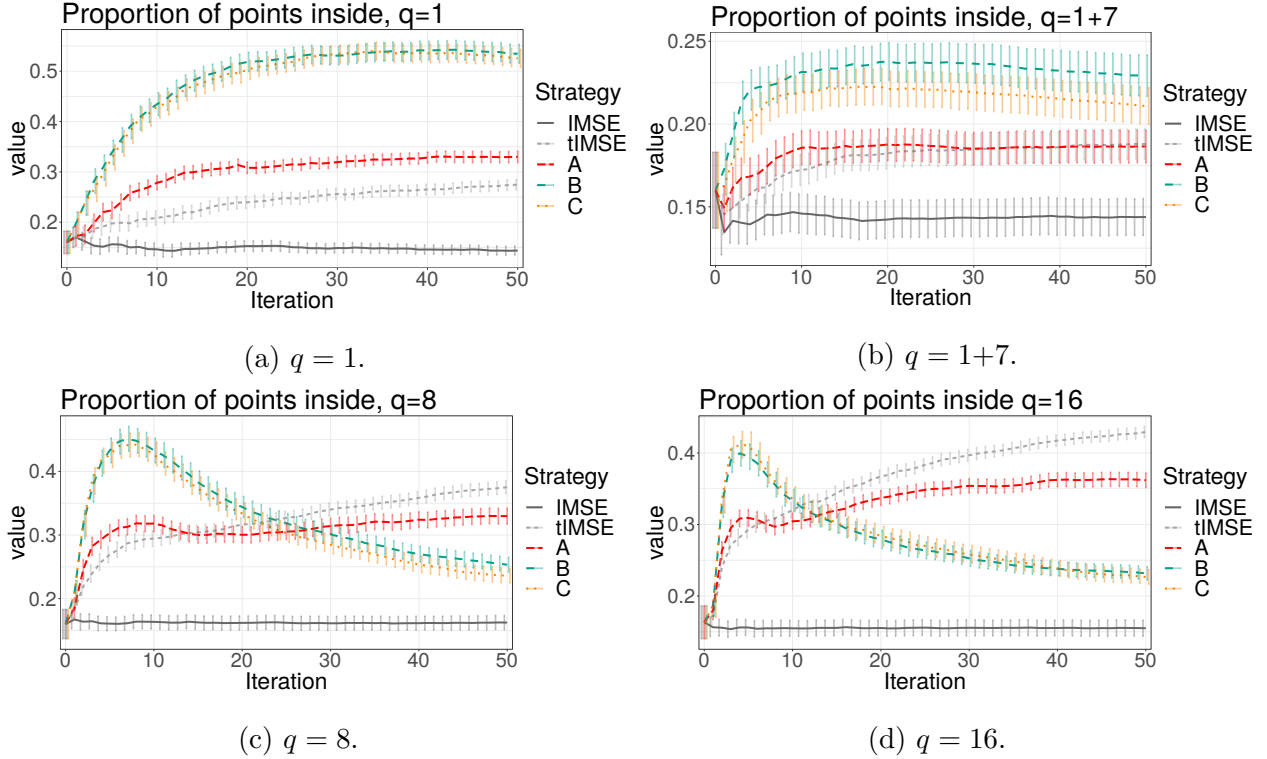 Proportion of points inside, q=1
value
0.5
0.4
0.3
0.2
0 10 20 30 40 50
Iteration
Strategy
IMSE
tIMSE
A
B
C
(a) q = 1.
Proportion of points inside, q=1+7
value
0.25
0.20
0.15
0 10 20 30 40 50
Iteration
Strategy
IMSE
tIMSE
A
B
C
(b) q = 1+7.
Proportion of points inside, q=8
value
0.4
0.3
0.2
0 10 20 30 40 50
Iteration
Strategy
IMSE
tIMSE
A
B
C
(c) q = 8.
Proportion of points inside q=16
value
0.4
0.3
0.2
0 10 20 30 40 50
Iteration
Strategy
IMSE
tIMSE
A
B
C
(d) q = 16.